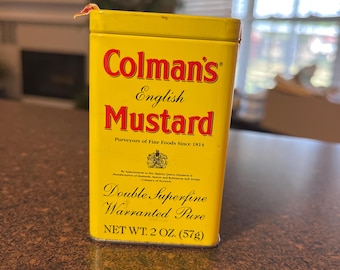 Colman's
English
Mustard
Purveyors of Fine Foods Since 1814
Double Superfine
Warranted Pure
NET WT. 2 OZ. (57g)